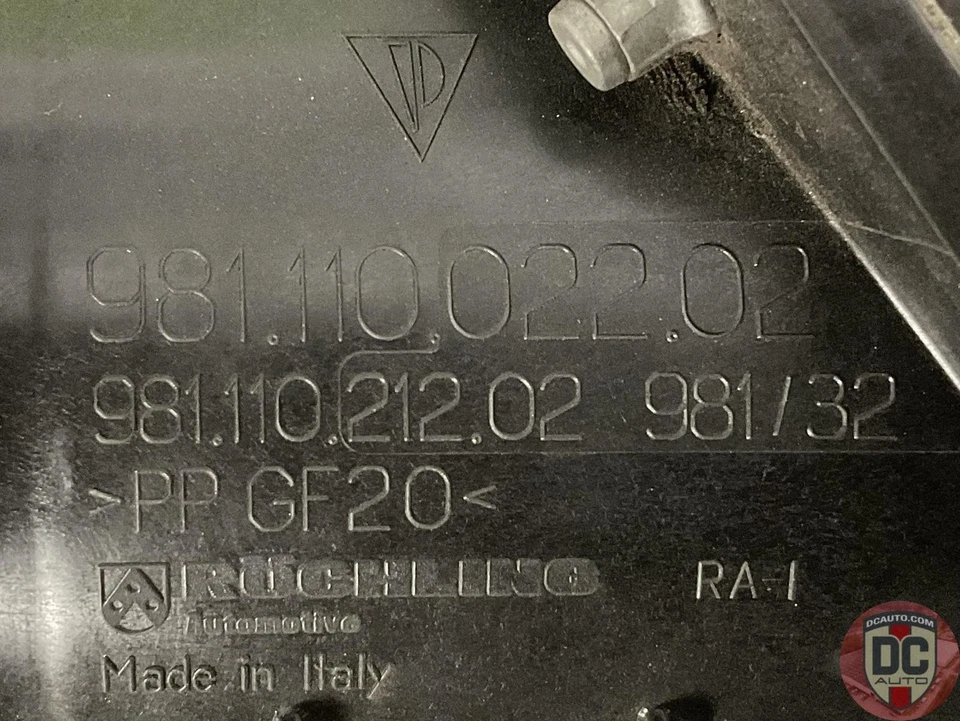 981.110.022.02
981.110.212.02 981/32
>PP GF20<
RÖCHLING RA-I
Automotive
Made in Italy
DCAUTO.COM
DC
AUTO